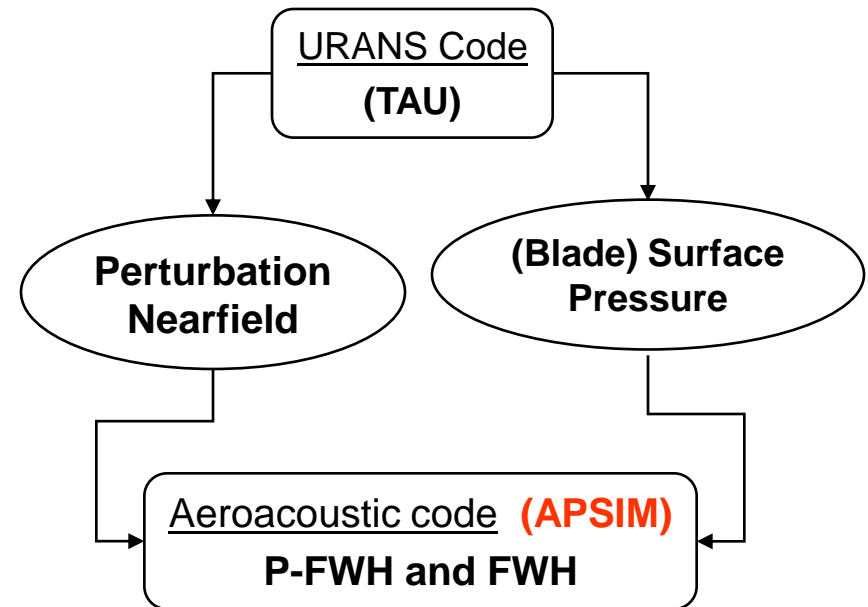 URANS Code
(TAU)
Perturbation
Nearfield
(Blade) Surface
Pressure
Aeroacoustic code (APSIM)
P-FWH and FWH